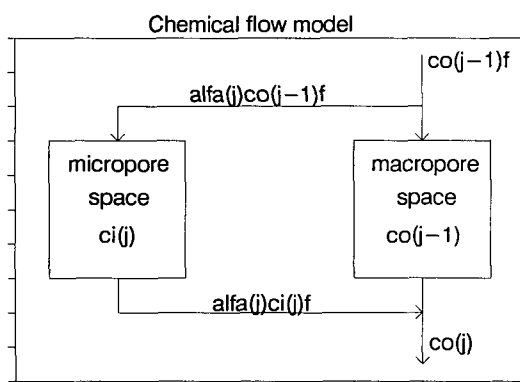 Chemical flow model
co(j−1)f
alfa(j)co(j−1)f
micropore
space
ci(j)
macropore
space
co(j−1)
alfa(j)ci(j)f
co(j)